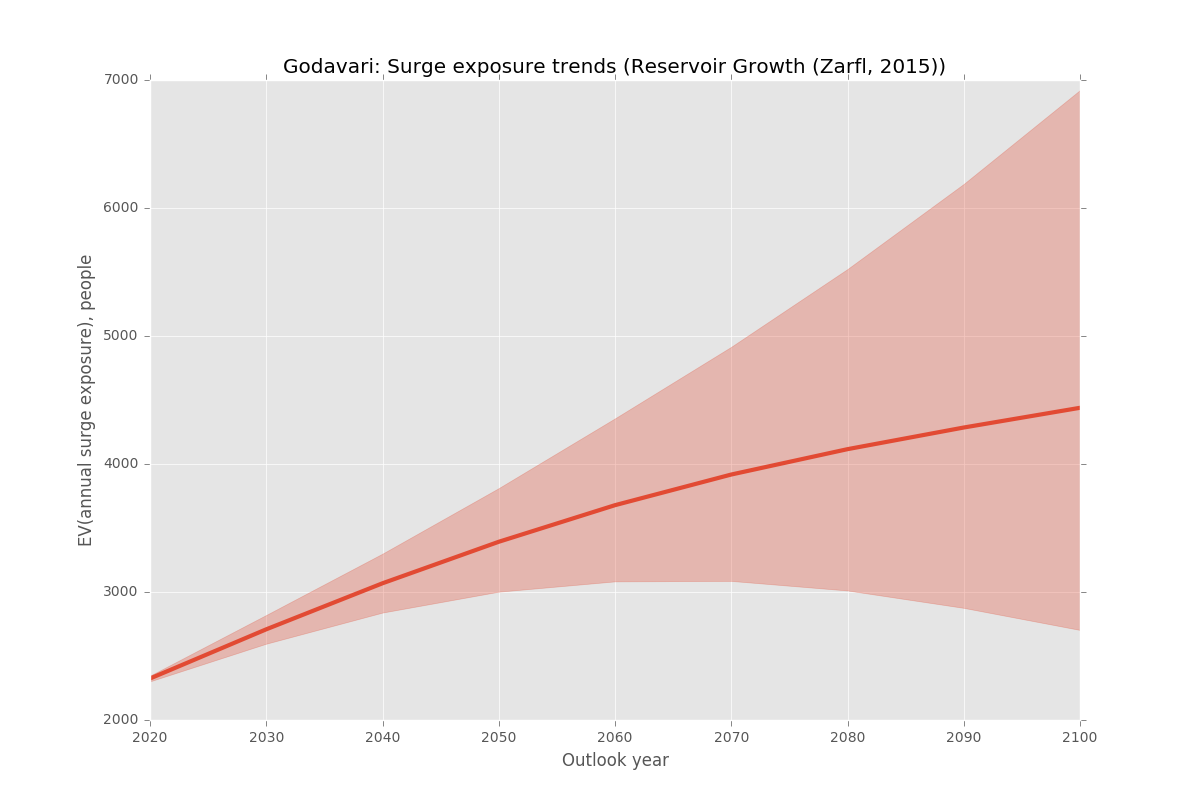 Godavari: Surge exposure trends (Reservoir Growth (Zarfl, 2015))
7000
6000
5000
4000
3000
2000
EV(annual surge exposure), people
2020 2030 2040 2050 2060 2070 2080 2090 2100
Outlook year